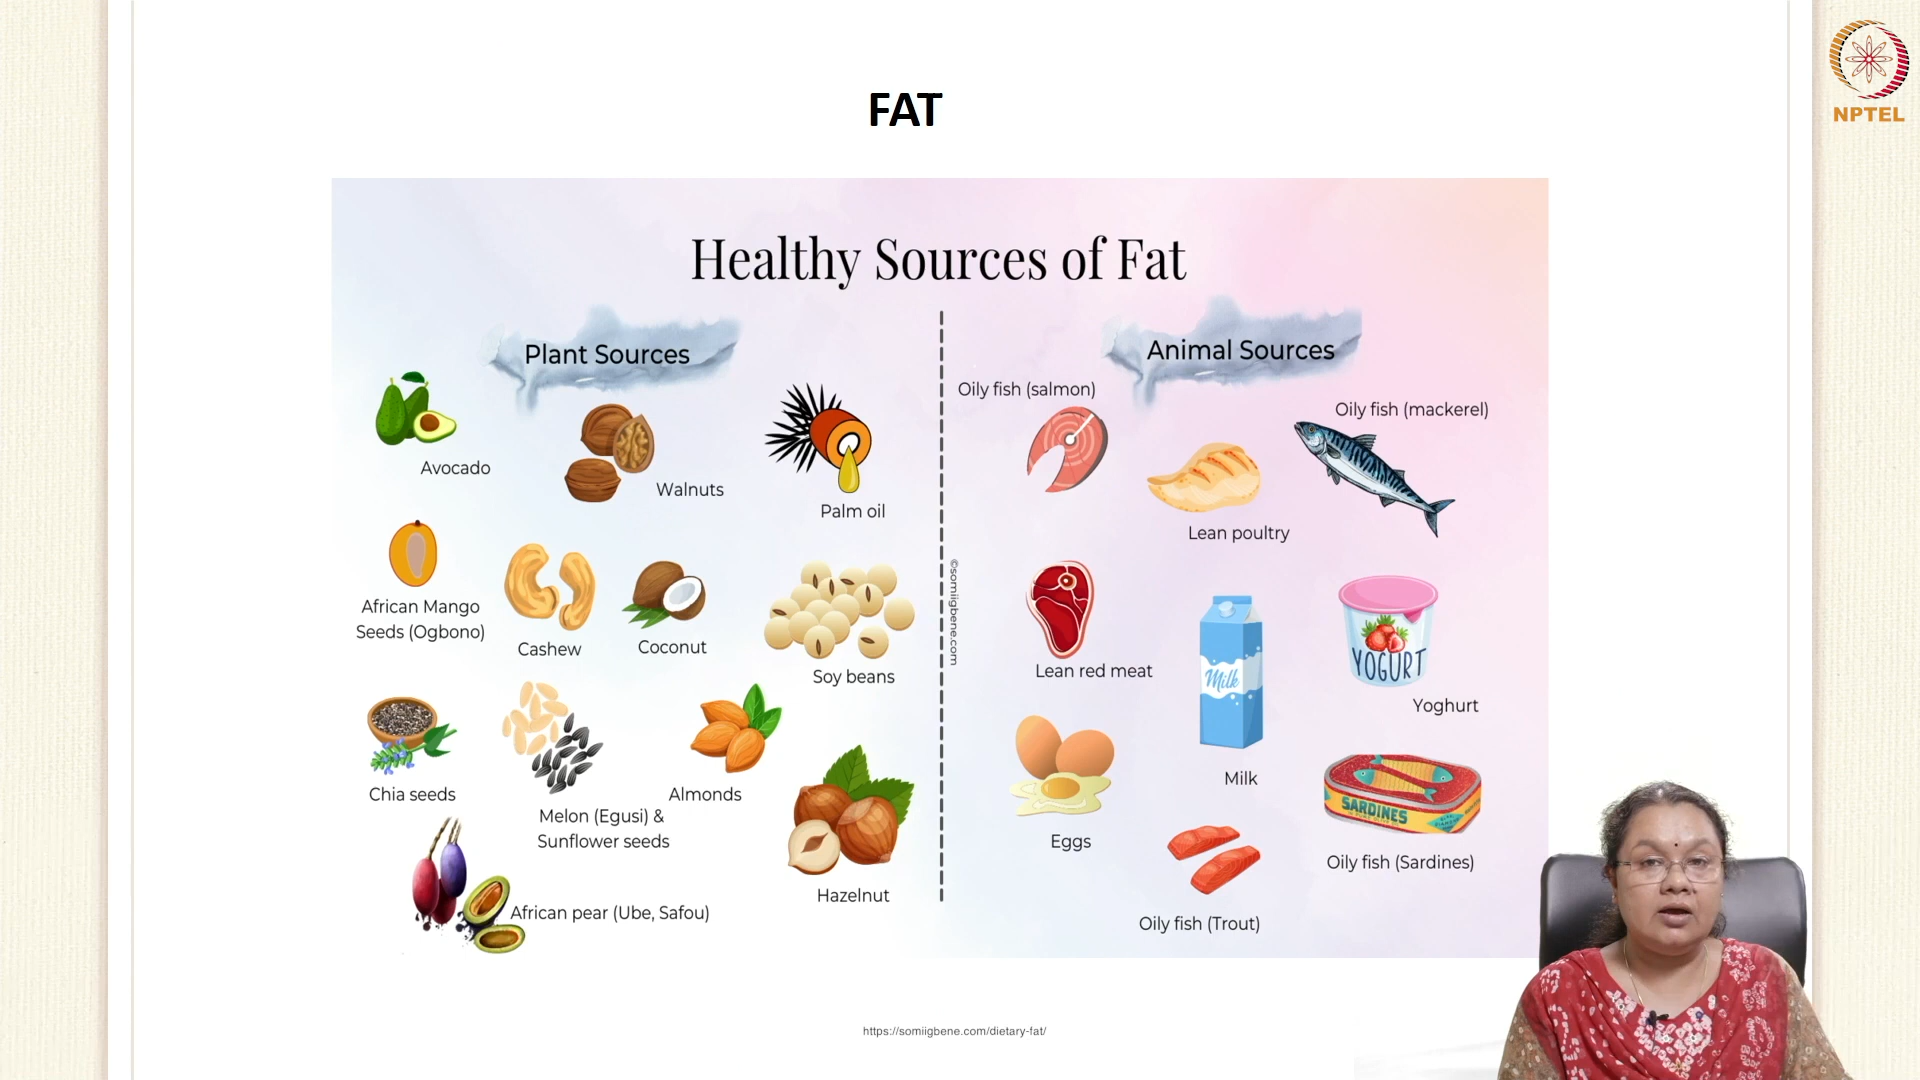 FAT
NPTEL
Healthy Sources of Fat
Plant Sources
Avocado
Walnuts
Palm oil
African Mango
Seeds (Ogbono)
Cashew
Coconut
Soy beans
Chia seeds
Melon (Egusi) &
Sunflower seeds
Almonds
Hazelnut
African pear (Ube, Safou)
Animal Sources
Oily fish (salmon)
Oily fish (mackerel)
Lean poultry
Lean red meat
Milk
Milk
YOGURT
Yoghurt
Eggs
SARDINES
Oily fish (Sardines)
Oily fish (Trout)
©somiigbene.com
https://somiigbene.com/dietary-fat/